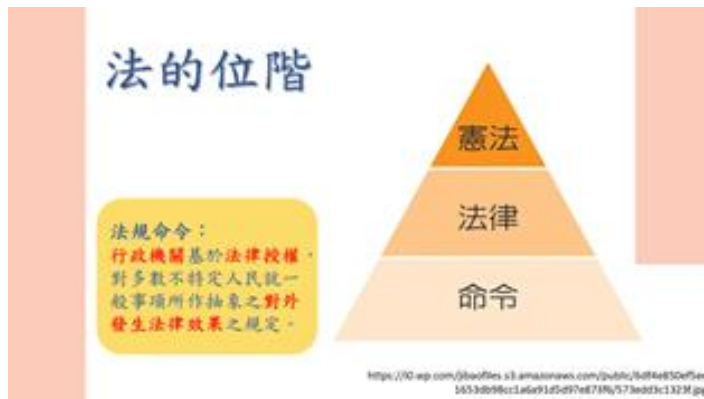 法的位階
憲法
法律
命令
法規命令：
行政機關基於法律授權，
對多數不特定人民就一
般事項所作抽象之對外
發生法律效果之規定。